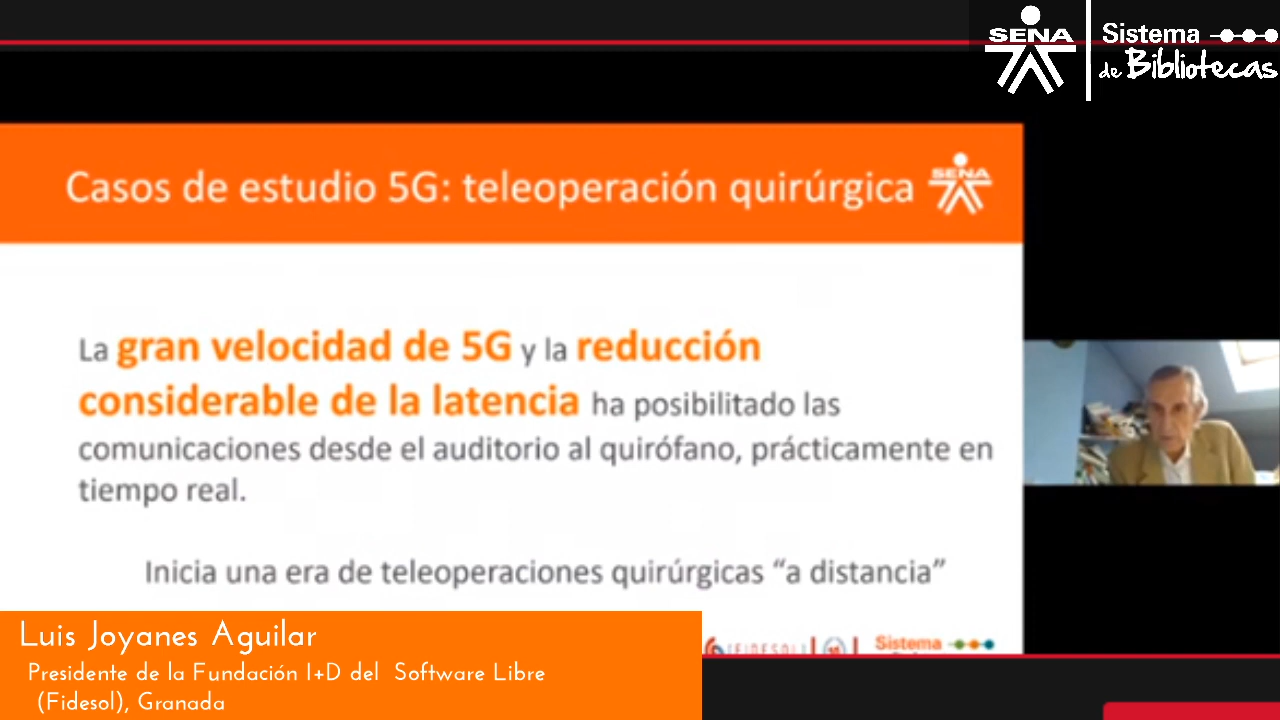 SENA
Sistema
de Bibliotecas
Casos de estudio 5G: teleoperación quirúrgica
SENA
La gran velocidad de 5G y la reducción
considerable de la latencia ha posibilitado las
comunicaciones desde el auditorio al quirófano, prácticamente en
tiempo real.
Inicia una era de teleoperaciones quirúrgicas “a distancia”
FIDESOL
Sistema
Luis Joyanes Aguilar
Presidente de la Fundación I+D del Software Libre
(Fidesol), Granada